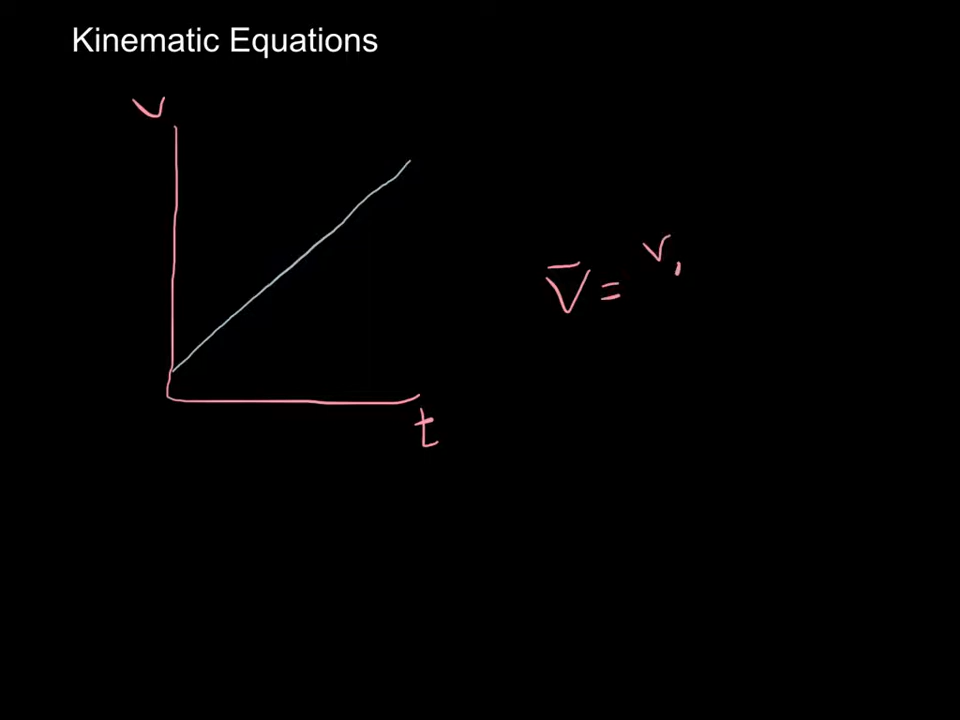 Kinematic Equations
v
v̅ = v,
t